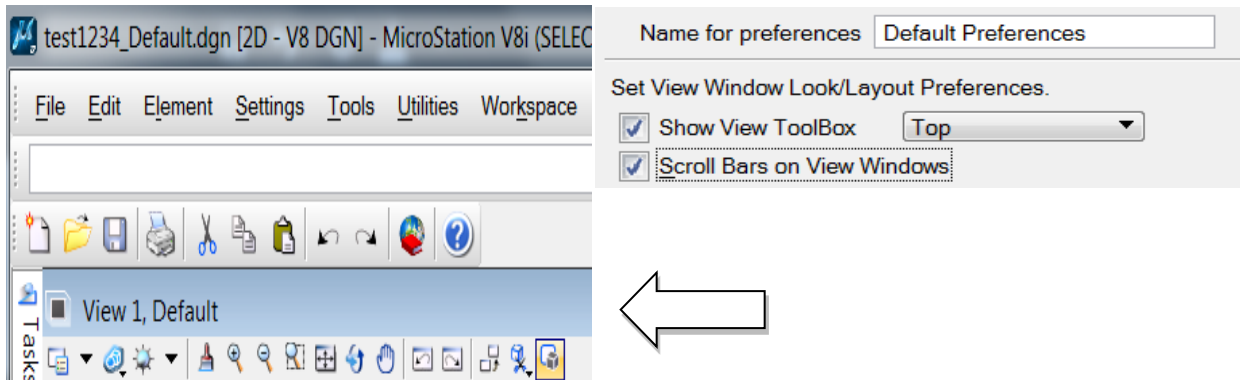 test1234_Default.dgn [2D - V8 DGN] - MicroStation V8i (SELEC
File Edit Element Settings Tools Utilities Workspace
View 1, Default
Tasks
Name for preferences Default Preferences
Set View Window Look/Layout Preferences.
Show View ToolBox Top
Scroll Bars on View Windows